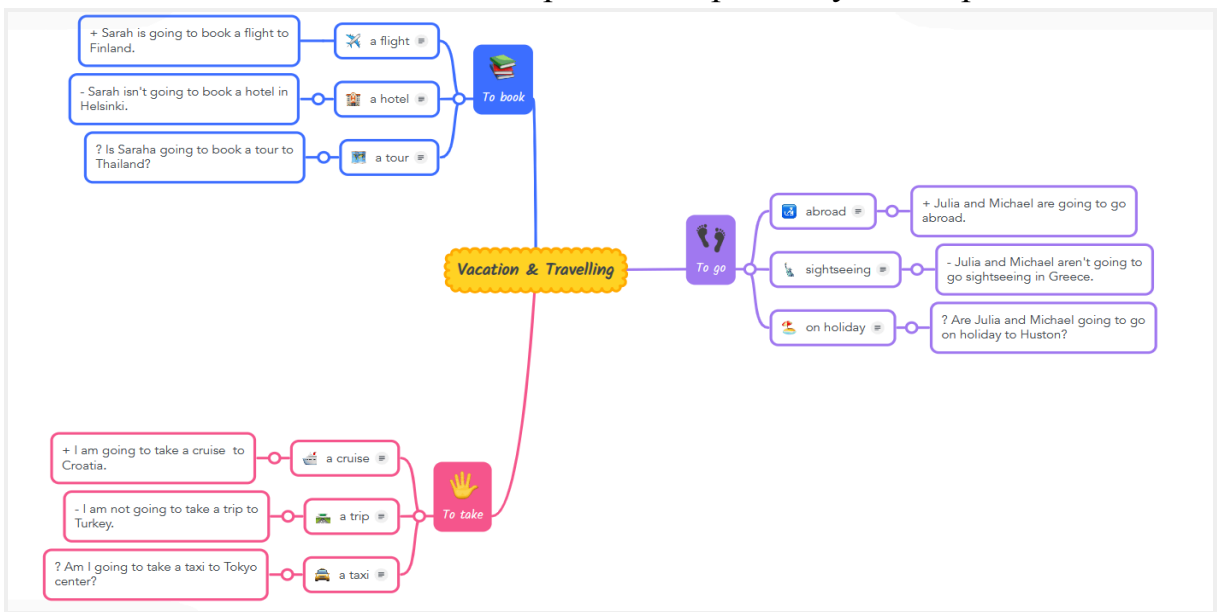 + Sarah is going to book a flight to
Finland.
a flight
- Sarah isn't going to book a hotel in
Helsinki.
a hotel
? Is Saraha going to book a tour to
Thailand?
a tour
To book
Vacation & Travelling
To go
abroad
+ Julia and Michael are going to go
abroad.
sightseeing
- Julia and Michael aren't going to
go sightseeing in Greece.
on holiday
? Are Julia and Michael going to go
on holiday to Huston?
+ I am going to take a cruise to
Croatia.
a cruise
- I am not going to take a trip to
Turkey.
a trip
? Am I going to take a taxi to Tokyo
center?
a taxi
To take